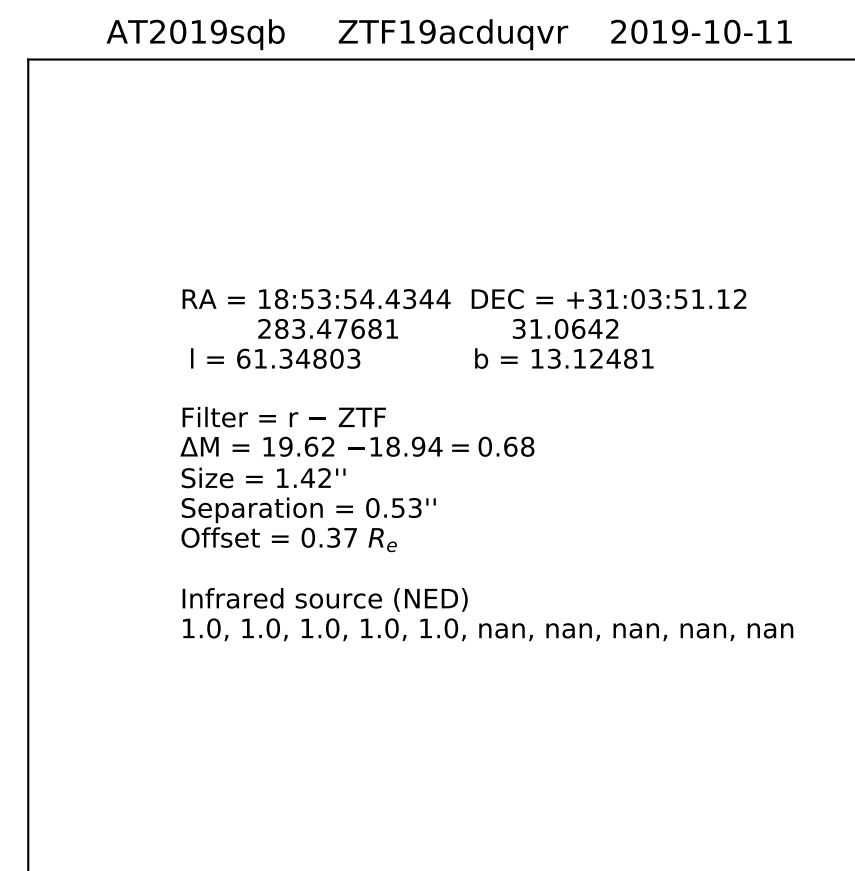 AT2019sqb ZTF19acduqvr 2019-10-11
RA = 18:53:54.4344 DEC = +31:03:51.12
283.47681 31.0642
l = 61.34803 b = 13.12481
Filter = r − ZTF
ΔM = 19.62 −18.94 = 0.68
Size = 1.42''
Separation = 0.53''
Offset = 0.37 Rₑ
Infrared source (NED)
1.0, 1.0, 1.0, 1.0, 1.0, nan, nan, nan, nan, nan